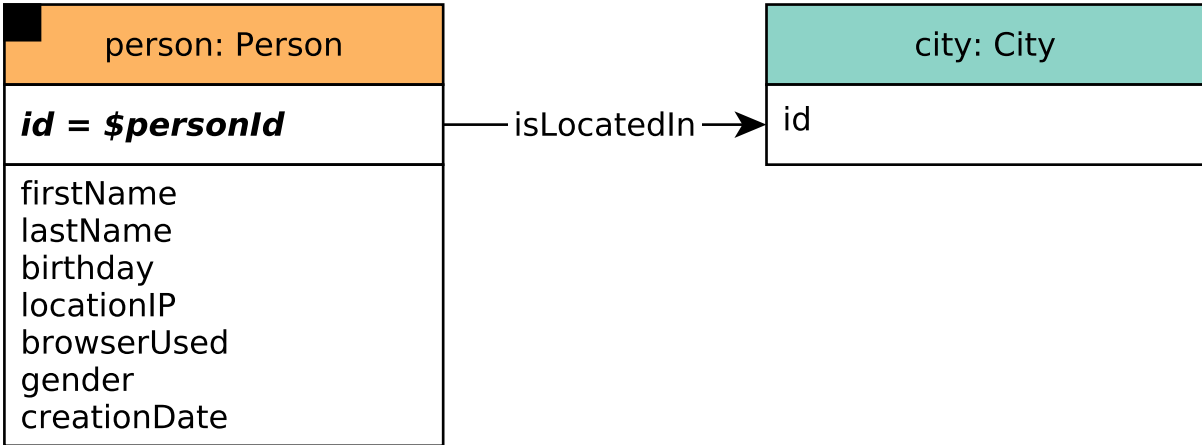 person: Person
id = $personId
firstName
lastName
birthday
locationIP
browserUsed
gender
creationDate
isLocatedIn
city: City
id